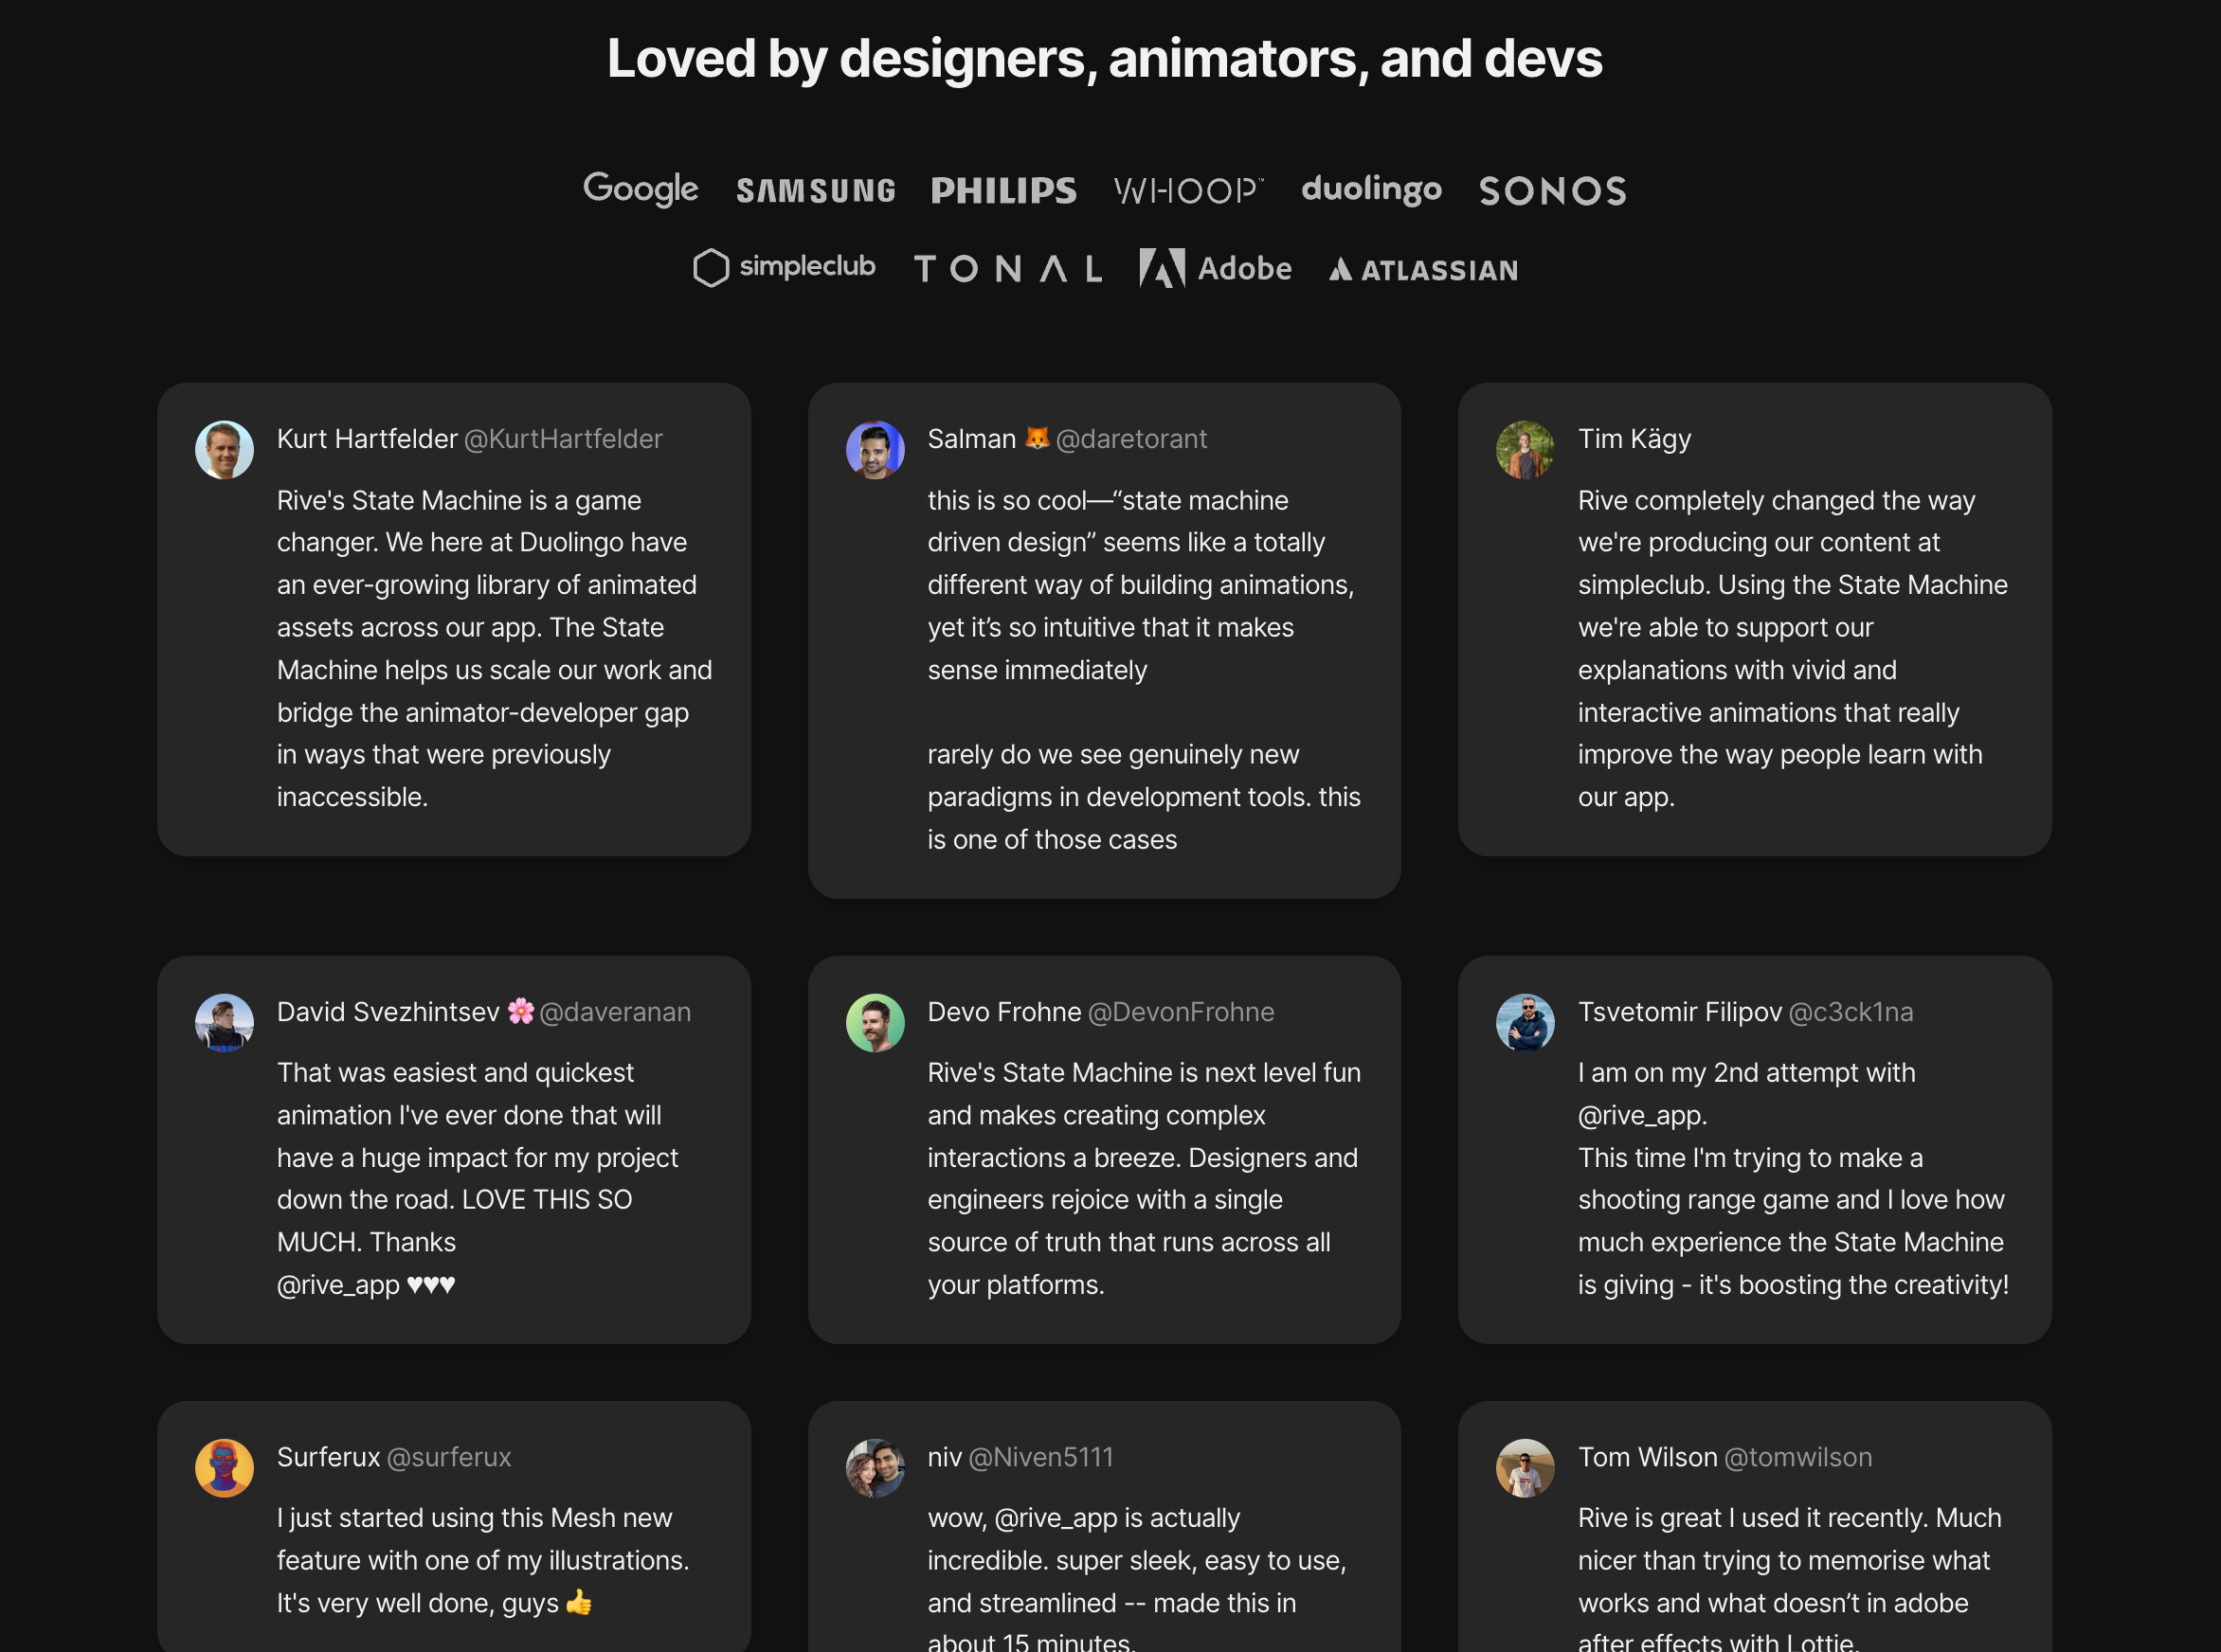 Loved by designers, animators, and devs
Google SAMSUNG PHILIPS WHOOP™ duolingo SONOS
simpleclub TONAL Adobe ATLASSIAN
Kurt Hartfelder @KurtHartfelder
Rive's State Machine is a game
changer. We here at Duolingo have
an ever-growing library of animated
assets across our app. The State
Machine helps us scale our work and
bridge the animator-developer gap
in ways that were previously
inaccessible.
Salman 🦊 @daretorant
this is so cool—“state machine
driven design” seems like a totally
different way of building animations,
yet it’s so intuitive that it makes
sense immediately
rarely do we see genuinely new
paradigms in development tools. this
is one of those cases
Tim Kägy
Rive completely changed the way
we're producing our content at
simpleclub. Using the State Machine
we're able to support our
explanations with vivid and
interactive animations that really
improve the way people learn with
our app.
David Svezhintsev 🌸 @daveranan
That was easiest and quickest
animation I've ever done that will
have a huge impact for my project
down the road. LOVE THIS SO
MUCH. Thanks
@rive_app ♥♥♥
Devo Frohne @DevonFrohne
Rive's State Machine is next level fun
and makes creating complex
interactions a breeze. Designers and
engineers rejoice with a single
source of truth that runs across all
your platforms.
Tsvetomir Filipov @c3ck1na
I am on my 2nd attempt with
@rive_app.
This time I'm trying to make a
shooting range game and I love how
much experience the State Machine
is giving - it's boosting the creativity!
Surferux @surferux
I just started using this Mesh new
feature with one of my illustrations.
It's very well done, guys 👍
niv @Niven5111
wow, @rive_app is actually
incredible. super sleek, easy to use,
and streamlined -- made this in
about 15 minutes.
Tom Wilson @tomwilson
Rive is great I used it recently. Much
nicer than trying to memorise what
works and what doesn’t in adobe
after effects with Lottie.